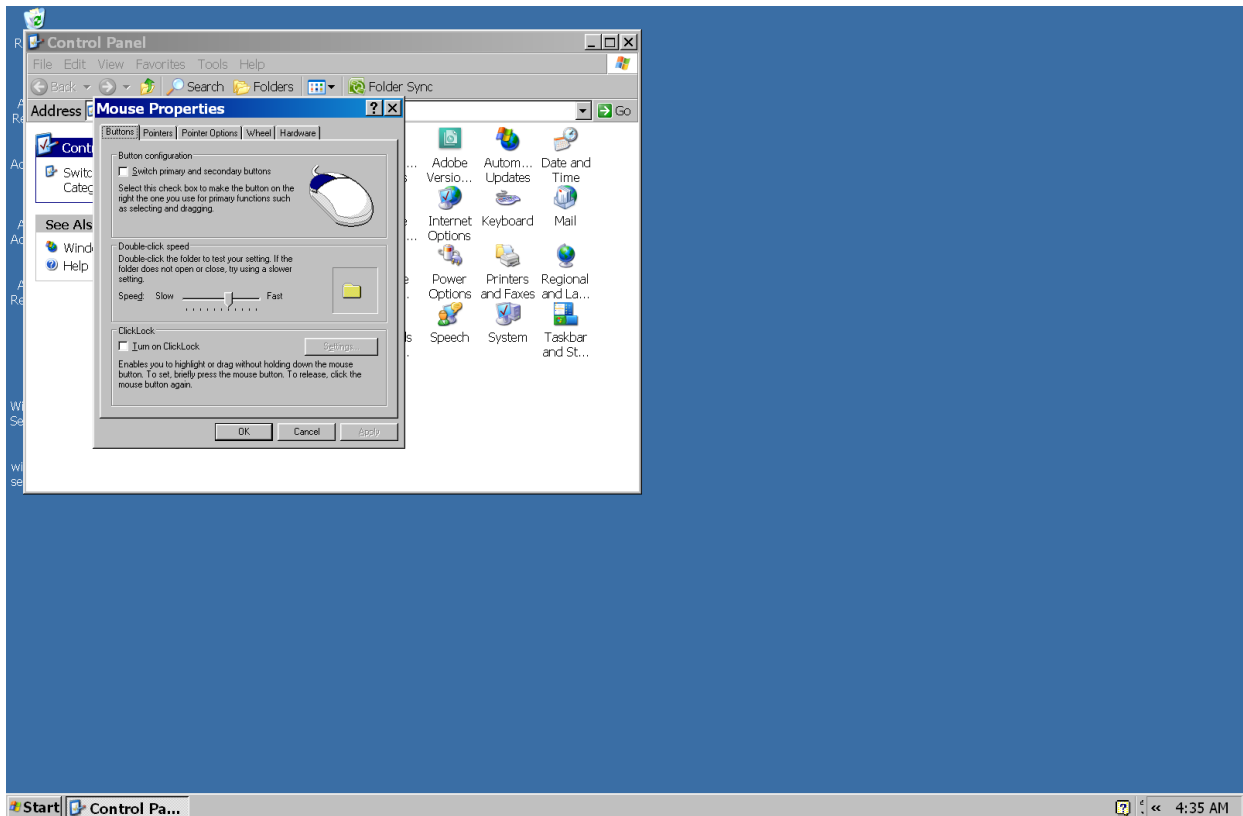 Control Panel
File Edit View Favorites Tools Help
Back Search Folders Folder Sync
Address Go
Mouse Properties
Buttons Pointers Pointer Options Wheel Hardware
Button configuration
Switch primary and secondary buttons
Select this check box to make the button on the
right the one you use for primary functions such
as selecting and dragging.
Double-click speed
Double-click the folder to test your setting. If the
folder does not open or close, try using a slower
setting.
Speed: Slow Fast
ClickLock
Turn on ClickLock
Settings...
Enables you to highlight or drag without holding down the mouse
button. To set, briefly press the mouse button. To release, click the
mouse button again.
OK Cancel Apply
Conti
Switc
Categ
See Als
Wind
Help
Adobe
Versio...
Autom...
Updates
Date and
Time
Internet
Options
Keyboard
Mail
Power
Options
Printers
and Faxes
Regional
and La...
Speech
System
Taskbar
and St...
Start
Control Pa...
4:35 AM